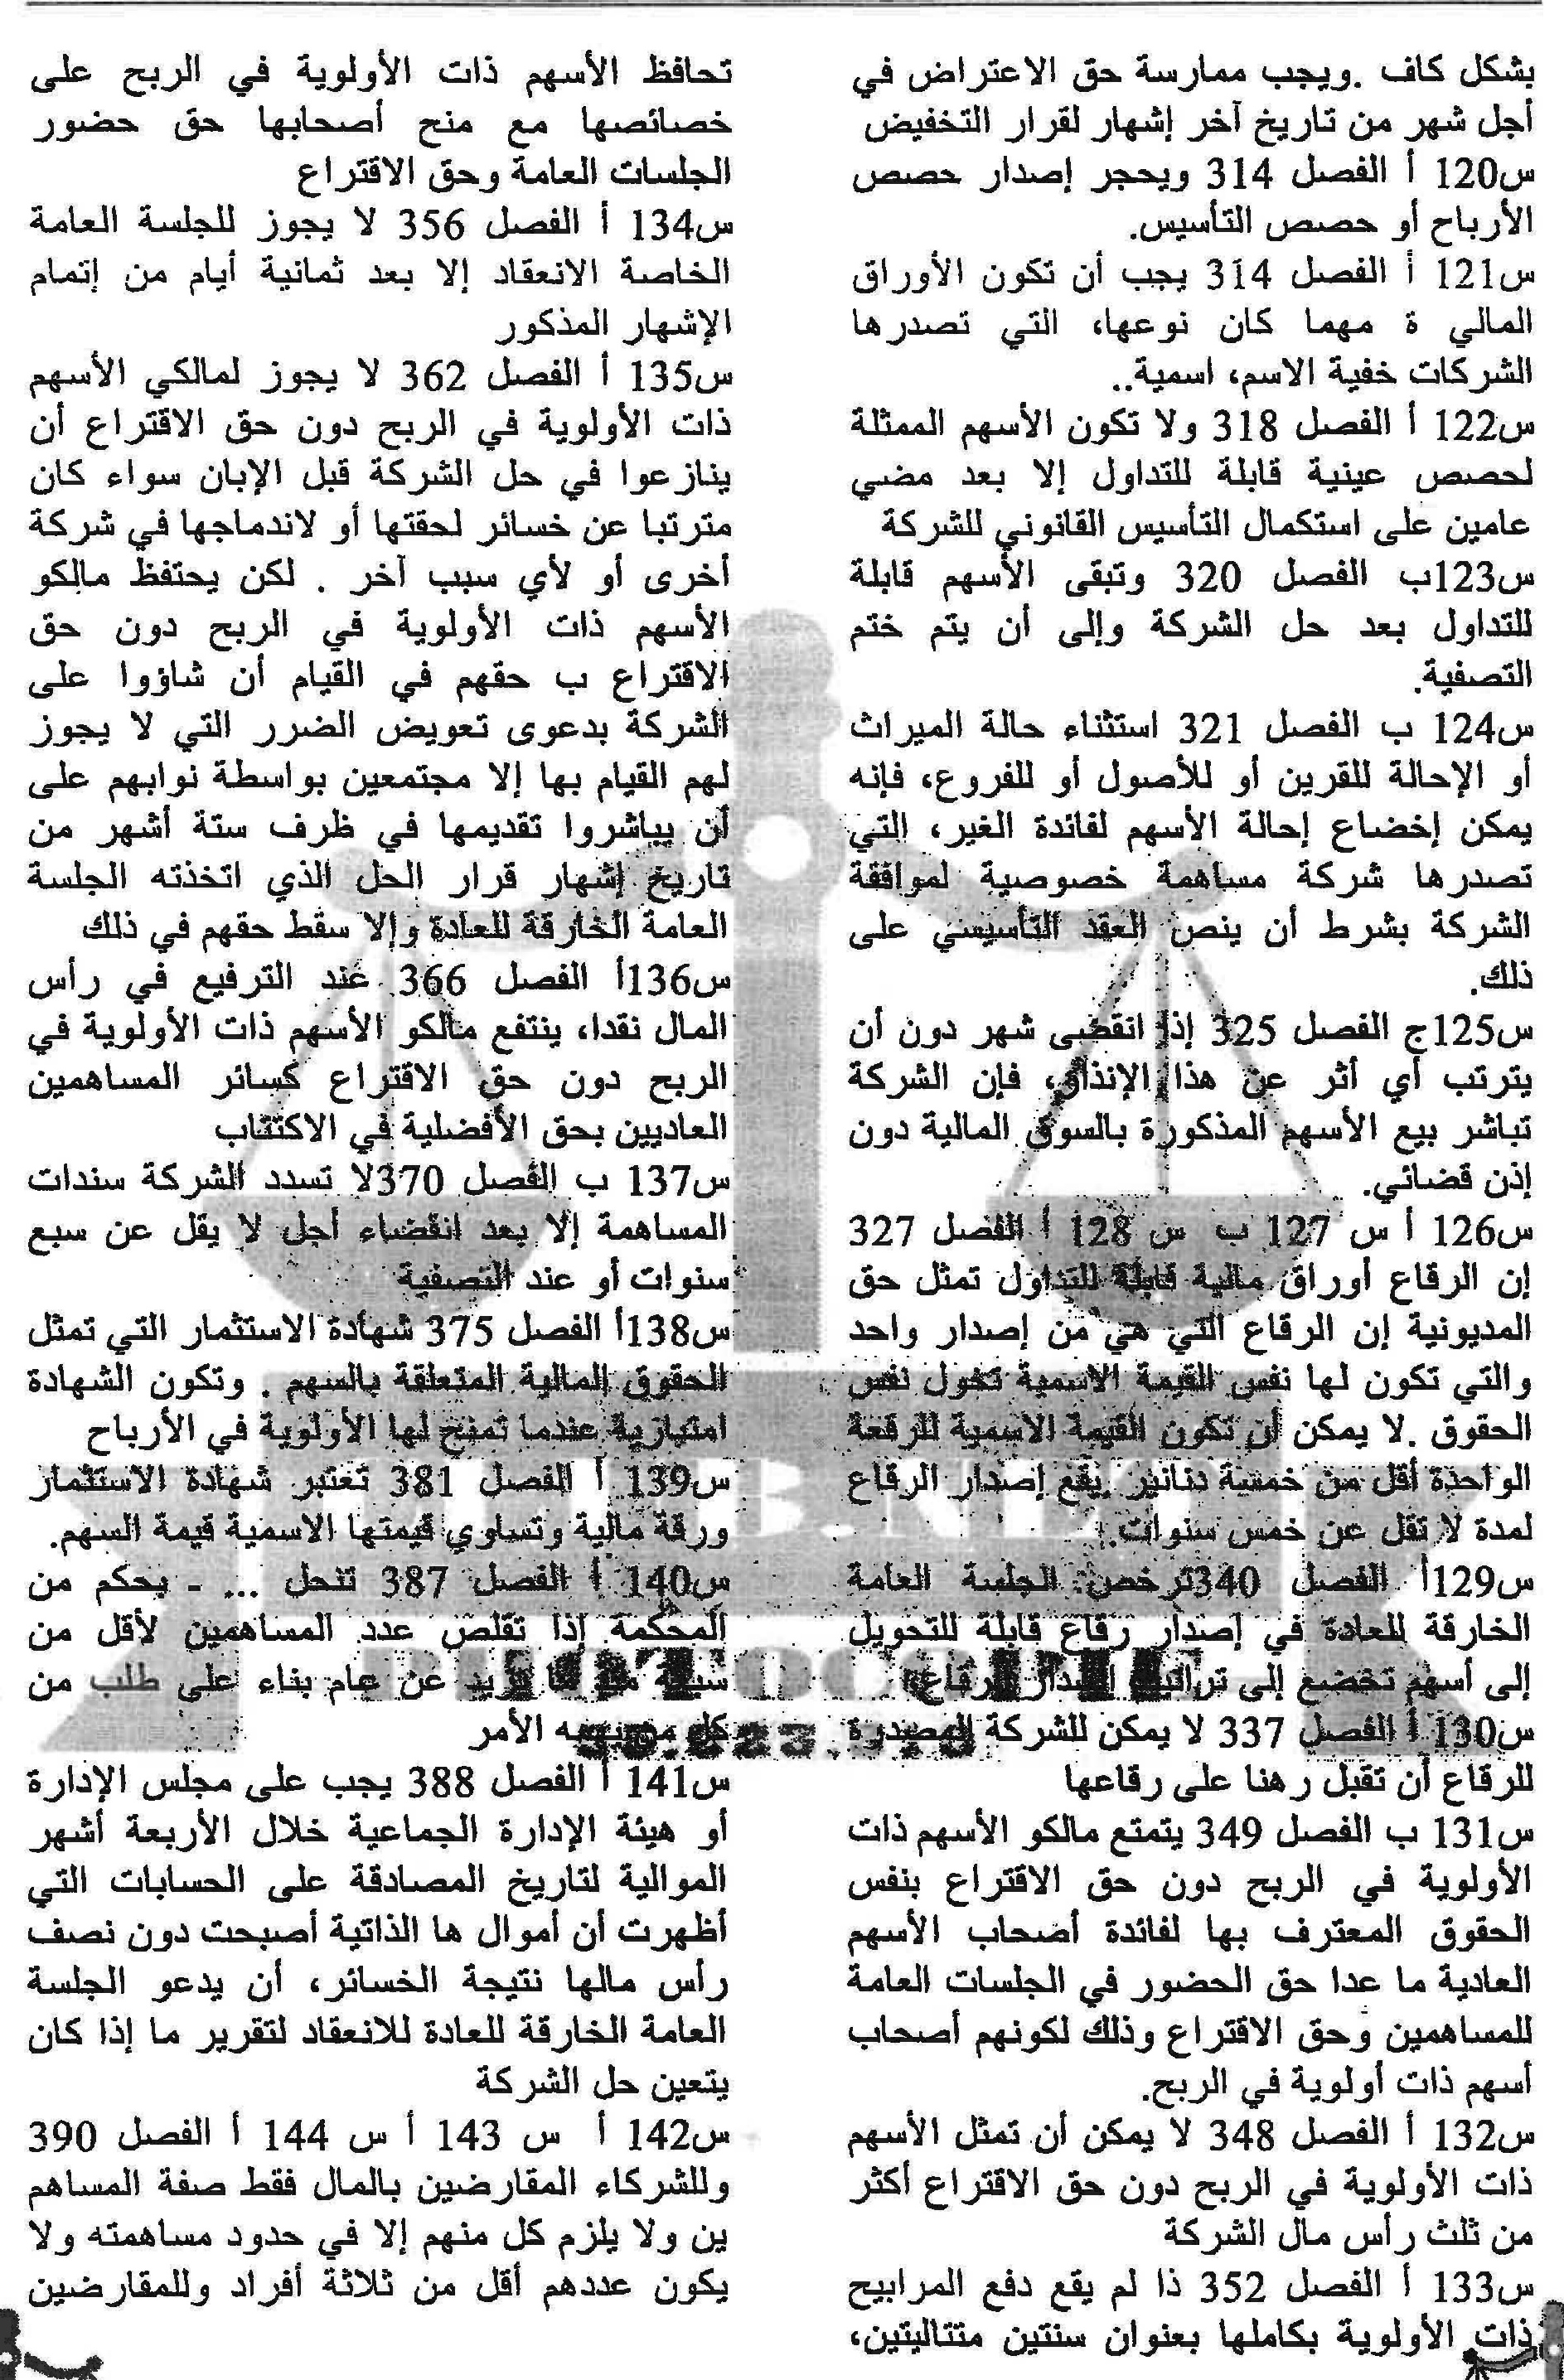 بشكل كاف .ويجب ممارسة حق الاعتراض في
أجل شهر من تاريخ آخر إشهار لقرار التخفيض
س120 أ الفصل 314 ويحجر إصدار حصص
الأرباح أو حصص التأسيس.
س121 أ الفصل 314 يجب أن تكون الأوراق
المالي ة مهما كان نوعها، التي تصدرها
الشركات خفية الاسم، اسمية..
س122 أ الفصل 318 ولا تكون الأسهم الممثلة
لحصص عينية قابلة للتداول إلا بعد مضي
عامين على استكمال التأسيس القانوني للشركة
س123ب الفصل 320 وتبقى الأسهم قابلة
للتداول بعد حل الشركة وإلى أن يتم ختم
التصفية.
س124 ب الفصل 321 استثناء حالة الميراث
أو الإحالة للقرين أو للأصول أو للفروع، فإنه
يمكن إخضاع إحالة الأسهم لفائدة الغير، التي
تصدرها شركة مساهمة خصوصية لموافقة
الشركة بشرط أن ينص العقد التأسيسي على
ذلك.
س125ج الفصل 325 إذا انقضى شهر دون أن
يترتب أي أثر عن هذا الإنذار، فإن الشركة
تباشر بيع الأسهم المذكورة بالسوق المالية دون
إذن قضائي.
س126 أ س 127 ب س 128 أ الفصل 327
إن الرقاع أوراق مالية قابلة للتداول تمثل حق
المديونية إن الرقاع التي هي من إصدار واحد
والتي تكون لها نفس القيمة الاسمية تخول نفس
الحقوق .لا يمكن أن تكون القيمة الاسمية للرقعة
الواحدة أقل من خمسة دنانير .يقع إصدار الرقاع
لمدة لا تقل عن خمس سنوات.
س129أ الفصل 340ترخص الجلسة العامة
الخارقة للعادة في إصدار رقاع قابلة للتحويل
إلى أسهم تخضع إلى تراتيب إصدار الرقاع
س130 أ الفصل 337 لا يمكن للشركة المصدرة
للرقاع أن تقبل رهنا على رقاعها
س131 ب الفصل 349 يتمتع مالكو الأسهم ذات
الأولوية في الربح دون حق الاقتراع بنفس
الحقوق المعترف بها لفائدة أصحاب الأسهم
العادية ما عدا حق الحضور في الجلسات العامة
للمساهمين وحق الاقتراع وذلك لكونهم أصحاب
أسهم ذات أولوية في الربح.
س132 أ الفصل 348 لا يمكن أن تمثل الأسهم
ذات الأولوية في الربح دون حق الاقتراع أكثر
من ثلث رأس مال الشركة
س133 أ الفصل 352 ذا لم يقع دفع المرابيح
ذات الأولوية بكاملها بعنوان سنتين متتاليتين،
تحافظ الأسهم ذات الأولوية في الربح على
خصائصها مع منح أصحابها حق حضور
الجلسات العامة وحق الاقتراع
س134 أ الفصل 356 لا يجوز للجلسة العامة
الخاصة الانعقاد إلا بعد ثمانية أيام من إتمام
الإشهار المذكور
س135 أ الفصل 362 لا يجوز لمالكي الأسهم
ذات الأولوية في الربح دون حق الاقتراع أن
ينازعوا في حل الشركة قبل الإبان سواء كان
مترتبا عن خسائر لحقتها أو لاندماجها في شركة
أخرى أو لأي سبب آخر . لكن يحتفظ مالكو
الأسهم ذات الأولوية في الربح دون حق
الاقتراع ب حقهم في القيام أن شاؤوا على
الشركة بدعوى تعويض الضرر التي لا يجوز
لهم القيام بها إلا مجتمعين بواسطة نوابهم على
أن يباشروا تقديمها في ظرف ستة أشهر من
تاريخ إشهار قرار الحل الذي اتخذته الجلسة
العامة الخارقة للعادة وإلا سقط حقهم في ذلك
س136أ الفصل 366 عند الترفيع في رأس
المال نقدا، ينتفع مالكو الأسهم ذات الأولوية في
الربح دون حق الاقتراع كسائر المساهمين
العاديين بحق الأفضلية في الاكتتاب
س137 ب الفصل 370لا تسدد الشركة سندات
المساهمة إلا بعد انقضاء أجل لا يقل عن سبع
سنوات أو عند التصفية
س138أ الفصل 375 شهادة الاستثمار التي تمثل
الحقوق المالية المتعلقة بالسهم . وتكون الشهادة
امتيازية عندما تمنح لها الأولوية في الأرباح
س139 أ الفصل 381 تعتبر شهادة الاستثمار
ورقة مالية وتساوي قيمتها الاسمية قيمة السهم.
س140 أ الفصل 387 تنحل ... - بحكم من
المحكمة إذا تقلص عدد المساهمين لأقل من
سبعة منذ ما يزيد عن عام بناء على طلب من
كل من يهمه الأمر
س141 أ الفصل 388 يجب على مجلس الإدارة
أو هيئة الإدارة الجماعية خلال الأربعة أشهر
الموالية لتاريخ المصادقة على الحسابات التي
أظهرت أن أموال ها الذاتية أصبحت دون نصف
رأس مالها نتيجة الخسائر، أن يدعو الجلسة
العامة الخارقة للعادة للانعقاد لتقرير ما إذا كان
يتعين حل الشركة
س142 أ س 143 أ س 144 أ الفصل 390
وللشركاء المقارضين بالمال فقط صفة المساهم
ين ولا يلزم كل منهم إلا في حدود مساهمته ولا
يكون عددهم أقل من ثلاثة أفراد وللمقارضين